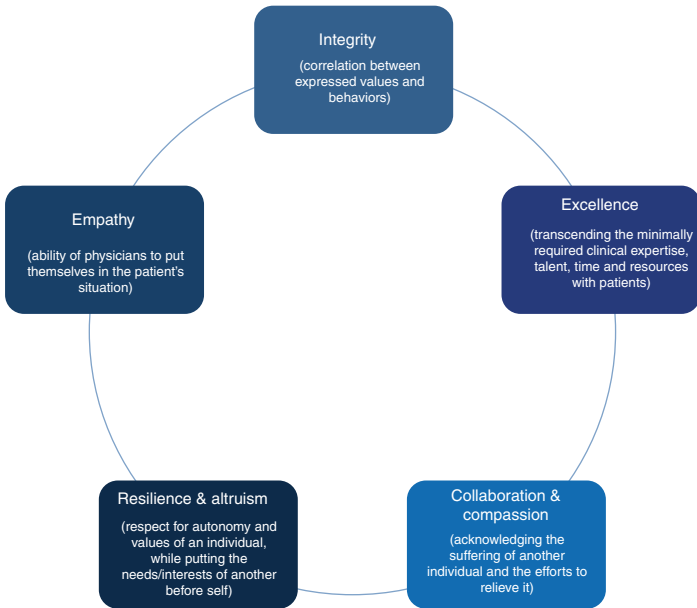 Integrity
(correlation between
expressed values and
behaviors)
Excellence
(transcending the minimally
required clinical expertise,
talent, time and resources
with patients)
Collaboration &
compassion
(acknowledging the
suffering of another
individual and the efforts to
relieve it)
Resilience & altruism
(respect for autonomy and
values of an individual,
while putting the
needs/interests of another
before self)
Empathy
(ability of physicians to put
themselves in the patient's
situation)